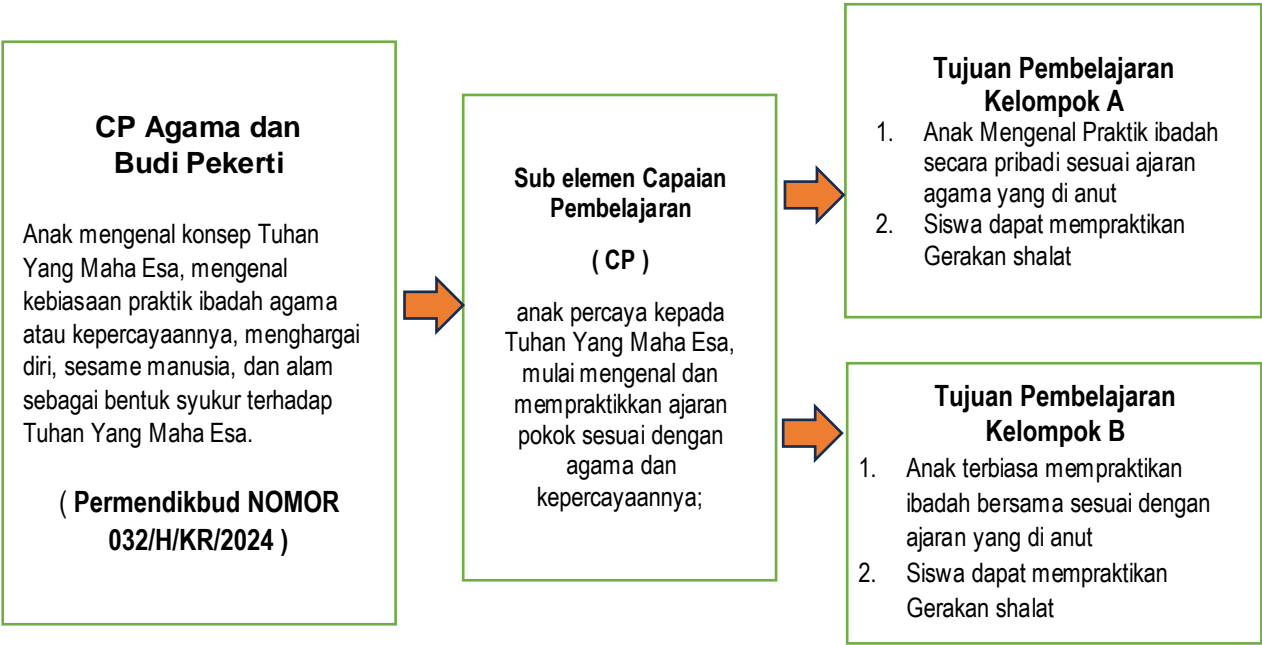 CP Agama dan
Budi Pekerti
Anak mengenal konsep Tuhan
Yang Maha Esa, mengenal
kebiasaan praktik ibadah agama
atau kepercayaannya, menghargai
diri, sesame manusia, dan alam
sebagai bentuk syukur terhadap
Tuhan Yang Maha Esa.
( Permendikbud NOMOR
032/H/KR/2024 )
Sub elemen Capaian
Pembelajaran
( CP )
anak percaya kepada
Tuhan Yang Maha Esa,
mulai mengenal dan
mempraktikkan ajaran
pokok sesuai dengan
agama dan
kepercayaannya;
Tujuan Pembelajaran
Kelompok A
1. Anak Mengenal Praktik ibadah
secara pribadi sesuai ajaran
agama yang di anut
2. Siswa dapat mempraktikan
Gerakan shalat
Tujuan Pembelajaran
Kelompok B
1. Anak terbiasa mempraktikan
ibadah bersama sesuai dengan
ajaran yang di anut
2. Siswa dapat mempraktikan
Gerakan shalat